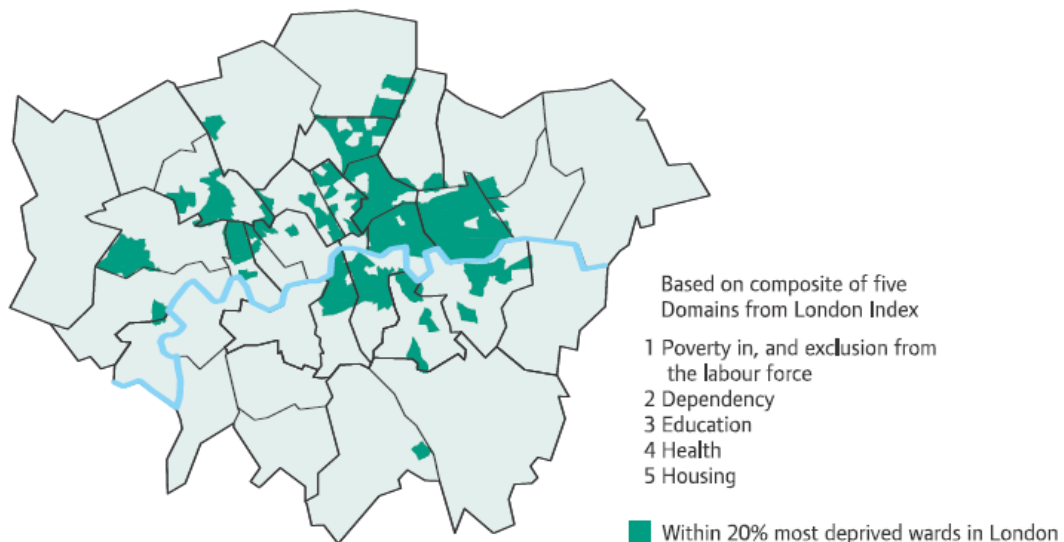 Based on composite of five
Domains from London Index
1 Poverty in, and exclusion from
the labour force
2 Dependency
3 Education
4 Health
5 Housing
Within 20% most deprived wards in London